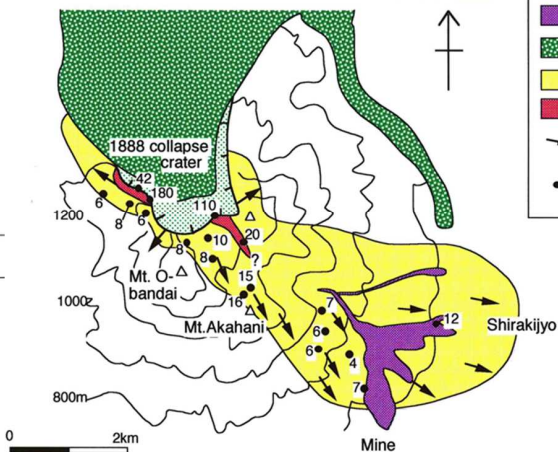 1888 collapse
crater
42
180
110
6
8
6
1200
8
10
20
8
?
Mt. O-
bandai
15
16
1000
Mt.Akahani
7
6
12
Shirakijyo
6
4
7
800m
0
2km
Mine